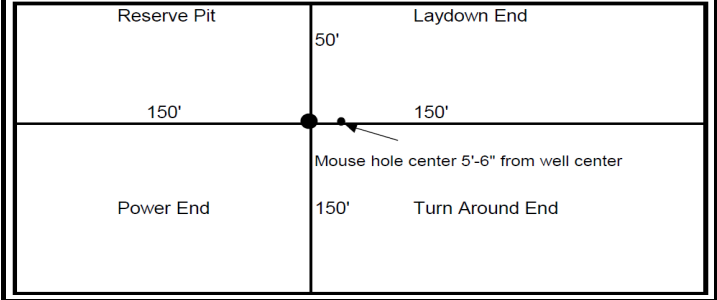 Reserve Pit
Laydown End
50'
150'
150'
Mouse hole center 5'-6" from well center
Power End
150'
Turn Around End